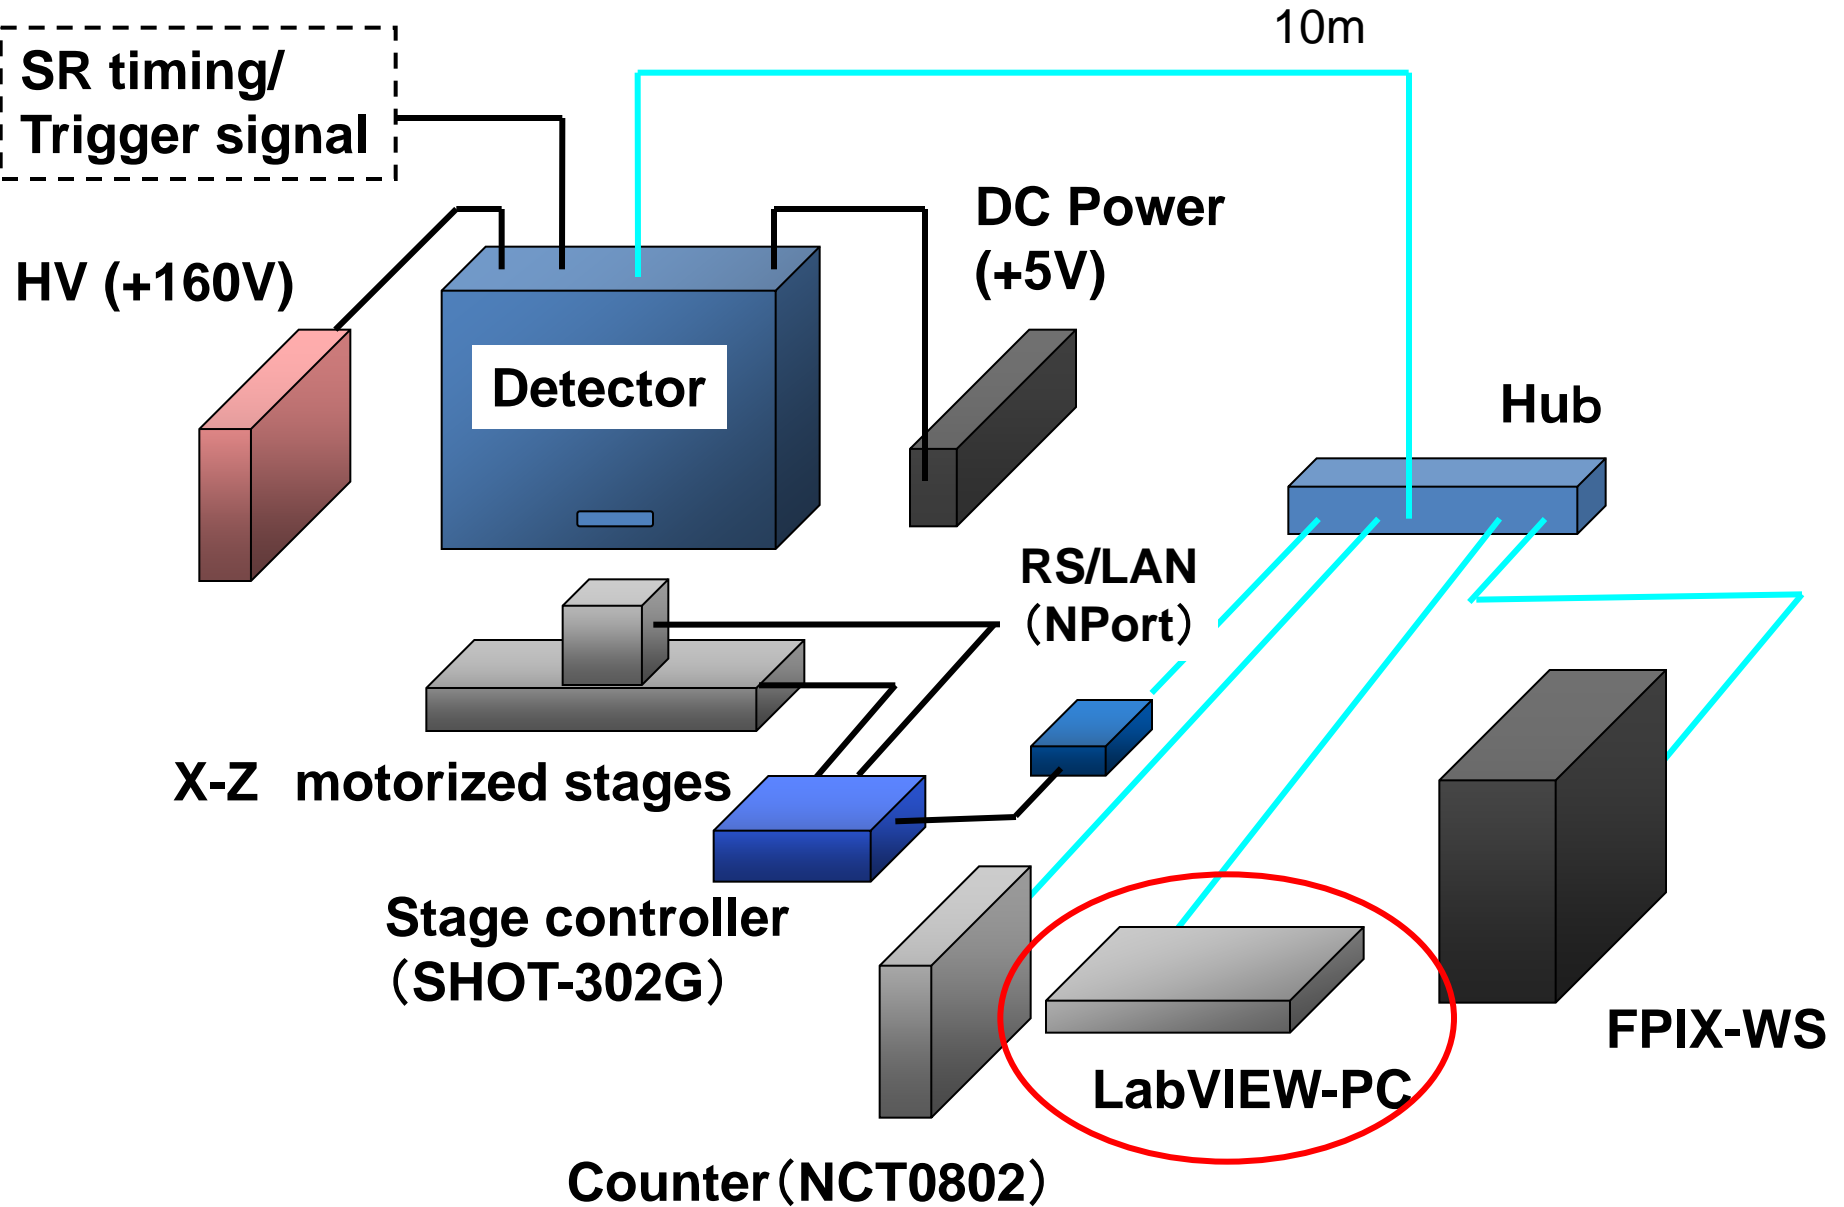 10m
SR timing/
Trigger signal
DC Power
(+5V)
HV (+160V)
Detector
Hub
RS/LAN
（NPort）
X-Z motorized stages
Stage controller
（SHOT-302G）
FPIX-WS
LabVIEW-PC
Counter（NCT0802）